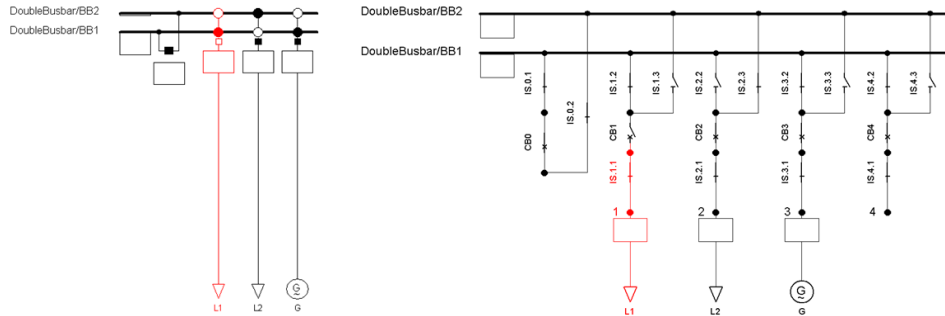 DoubleBusbar/BB2
DoubleBusbar/BB1
L1
L2
G
~
G
DoubleBusbar/BB2
DoubleBusbar/BB1
IS.0.1
IS.0.2
IS.1.2
IS.1.3
IS.2.2
IS.2.3
IS.3.2
IS.3.3
IS.4.2
IS.4.3
CB0
CB1
CB2
CB3
CB4
IS.1.1
IS.2.1
IS.3.1
IS.4.1
1
2
3
4
G
~
L1
L2
G